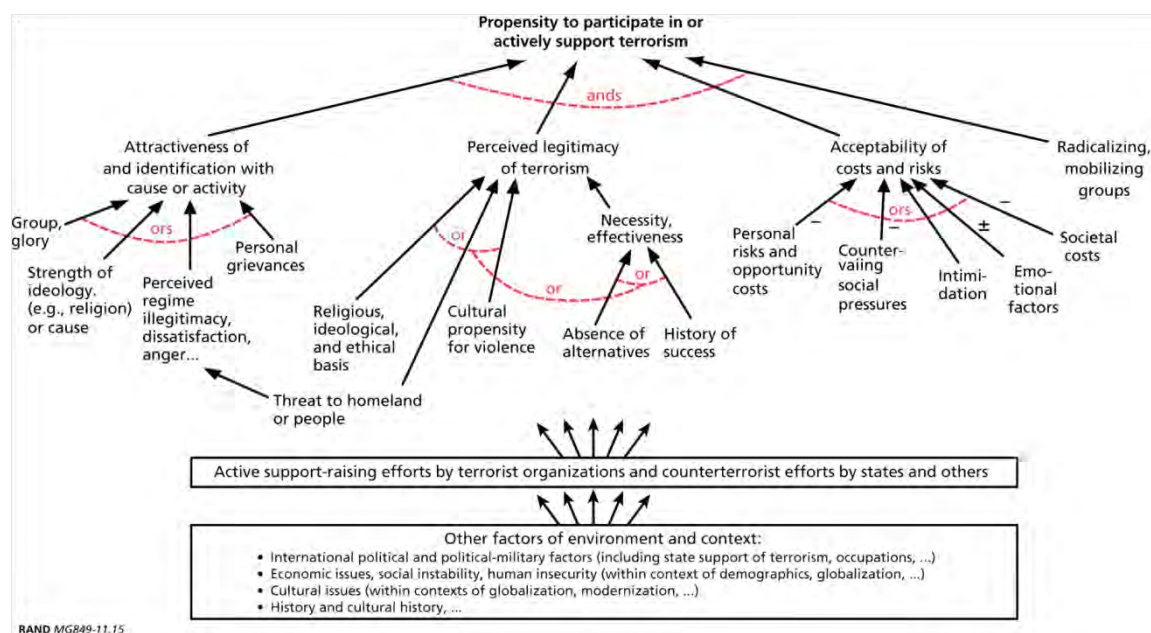 Propensity to participate in or
actively support terrorism
ands
Attractiveness of
and identification with
cause or activity
Perceived legitimacy
of terrorism
Acceptability of
costs and risks
Radicalizing,
mobilizing
groups
Group,
glory
ors
Personal
grievances
Strength of
ideology.
(e.g., religion)
or cause
Perceived
regime
illegitimacy,
dissatisfaction,
anger...
Threat to homeland
or people
or
Religious,
ideological,
and ethical
basis
Cultural
propensity
for violence
or
Necessity,
effectiveness
or
Absence of
alternatives
History of
success
–
ors
–
±
–
Personal
risks and
opportunity
costs
Counter-
vaiing
social
pressures
Intimi-
dation
Emo-
tional
factors
Societal
costs
Active support-raising efforts by terrorist organizations and counterterrorist efforts by states and others
Other factors of environment and context:
• International political and political-military factors (including state support of terrorism, occupations, ...)
• Economic issues, social instability, human insecurity (within context of demographics, globalization, ...)
• Cultural issues (within contexts of globalization, modernization, ...)
• History and cultural history, ...
RAND MG849-11.15